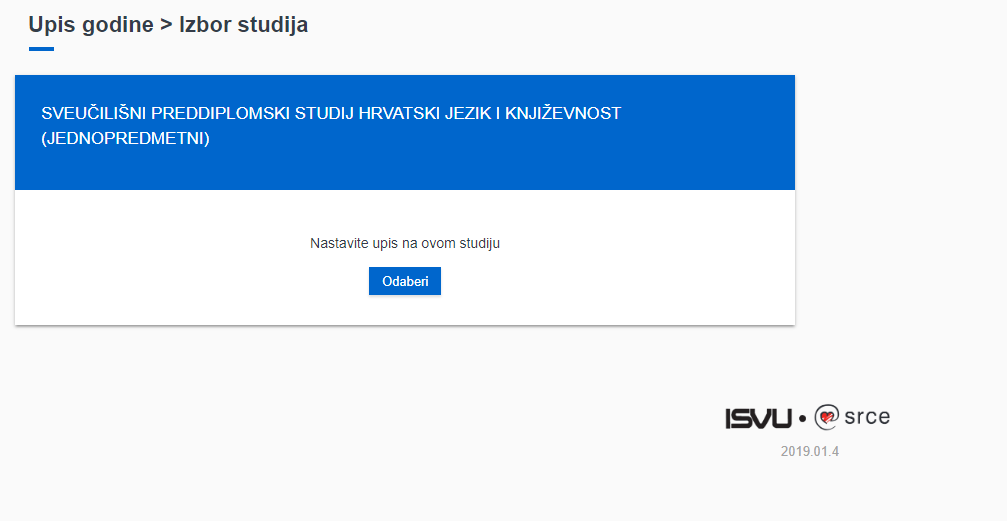 Upis godine > Izbor studija
SVEUČILIŠNI PREDDIPLOMSKI STUDIJ HRVATSKI JEZIK I KNJIŽEVNOST
(JEDNOPREDMETNI)
Nastavite upis na ovom studiju
Odaberi
ISVU • srce
2019.01.4